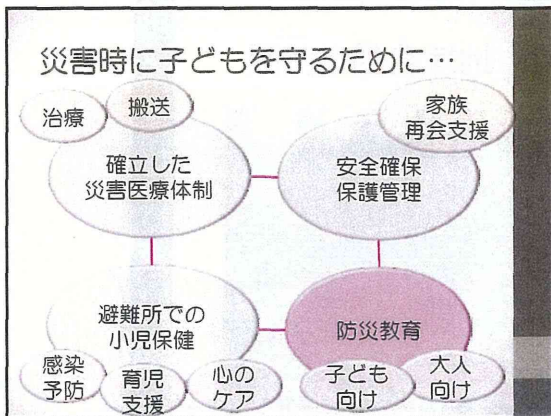 災害時に子どもを守るために…
治療
搬送
家族
再会支援
確立した
災害医療体制
安全確保
保護管理
避難所での
小児保健
防災教育
感染
予防
育児
支援
心の
ケア
子ども
向け
大人
向け